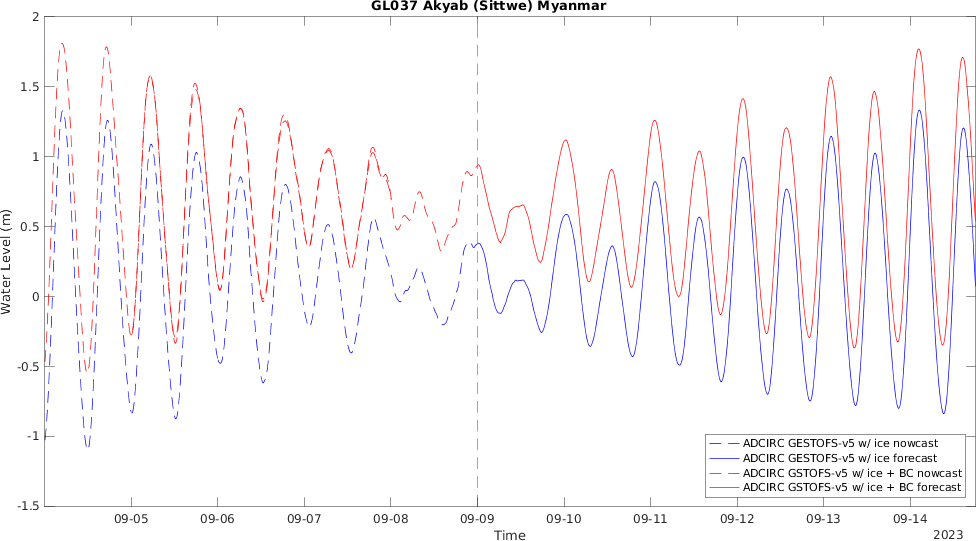 GL037 Akyab (Sittwe) Myanmar
2
1.5
1
0.5
0
-0.5
-1
-1.5
Water Level (m)
ADCIRC GESTOFS-v5 w/ ice nowcast
ADCIRC GESTOFS-v5 w/ ice forecast
ADCIRC GSTOFS-v5 w/ ice + BC nowcast
ADCIRC GSTOFS-v5 w/ ice + BC forecast
09-05 09-06 09-07 09-08 09-09 09-10 09-11 09-12 09-13 09-14
Time
2023